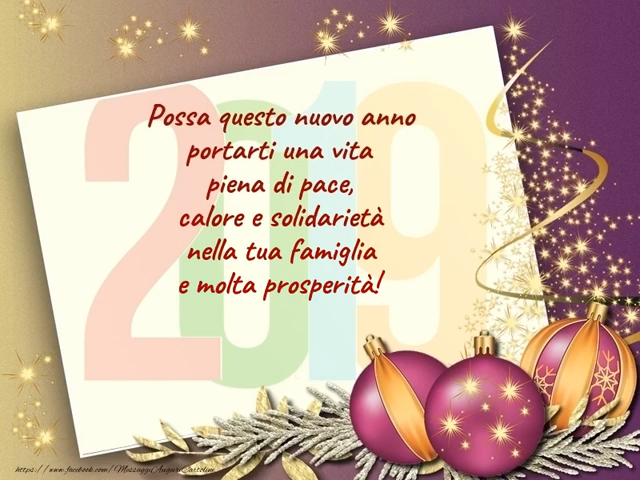 2019
Possa questo nuovo anno
portarti una vita
piena di pace,
calore e solidarietà
nella tua famiglia
e molta prosperità!
https://www.facebook.com/MessaggiAuguriCartoline